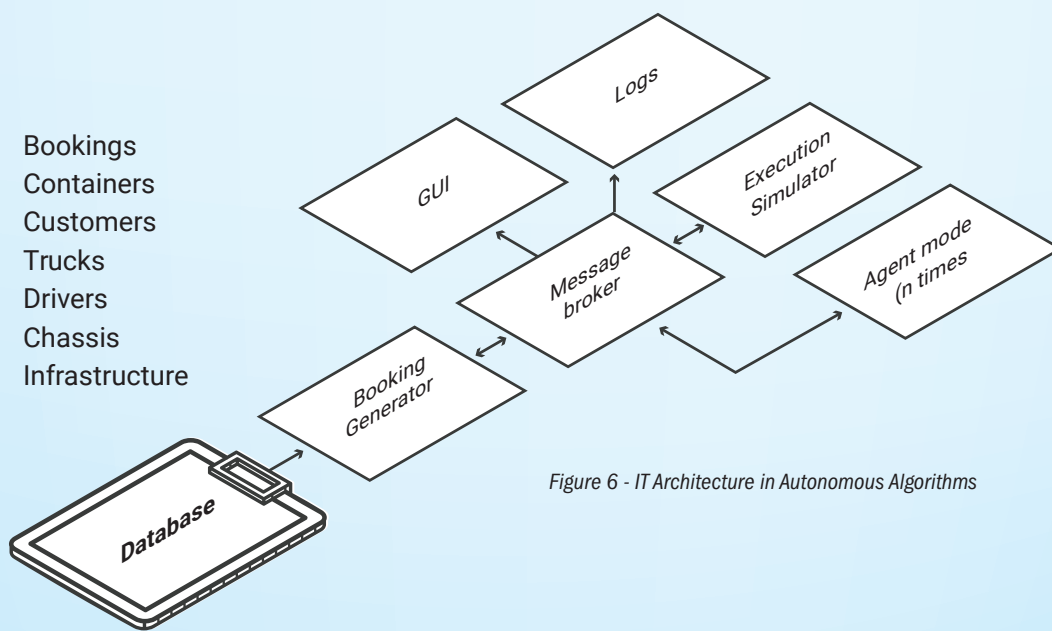 Bookings
Containers
Customers
Trucks
Drivers
Chassis
Infrastructure
Logs
GUI
Execution
Simulator
Agent mode
(n times
Message
broker
Booking
Generator
Database
Figure 6 - IT Architecture in Autonomous Algorithms